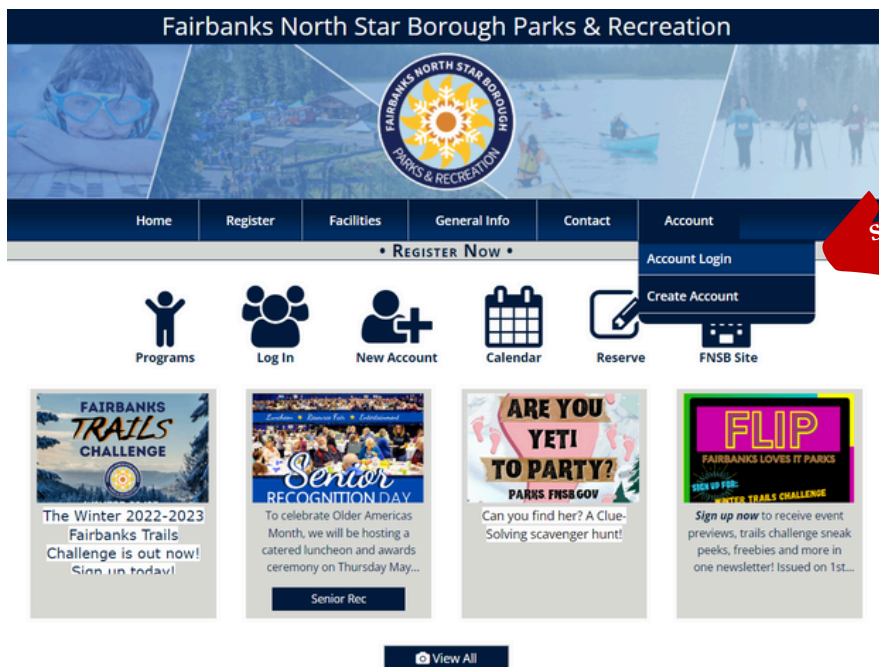 Fairbanks North Star Borough Parks & Recreation
FAIRBANKS NORTH STAR BOROUGH
PARKS & RECREATION
Home Register Facilities General Info Contact Account
S
• REGISTER NOW •
Account Login
Create Account
Programs Log In New Account Calendar Reserve FNSB Site
FAIRBANKS
TRAILS
CHALLENGE
The Winter 2022-2023
Fairbanks Trails
Challenge is out now!
Sign up today!
Luncheon Resource Fair Entertainment
Senior
RECOGNITION DAY
To celebrate Older Americas
Month, we will be hosting a
catered luncheon and awards
ceremony on Thursday May...
Senior Rec
ARE YOU
YETI
TO PARTY?
PARKS FNSB GOV
Can you find her? A Clue-
Solving scavenger hunt!
FLIP
FAIRBANKS LOVES IT PARKS
SIGN UP FOR:
WINTER TRAILS CHALLENGE
Sign up now to receive event
previews, trails challenge sneak
peeks, freebies and more in
one newsletter! Issued on 1st...
View All